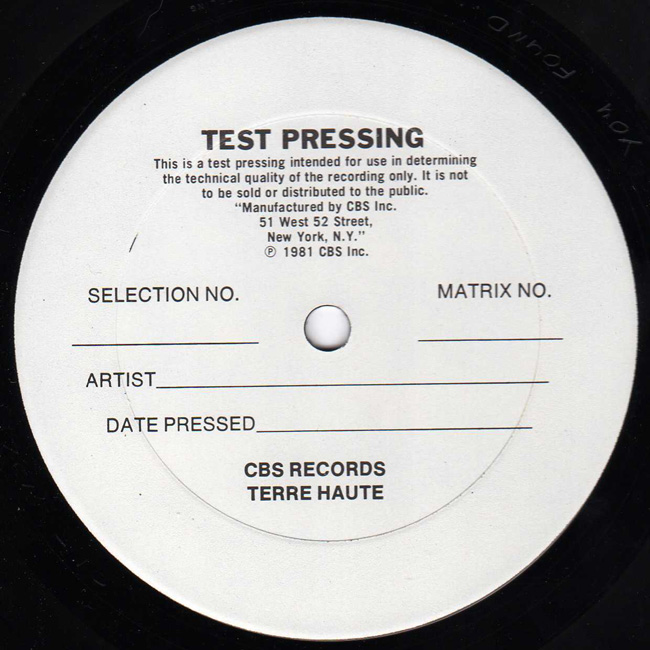 TEST PRESSING
This is a test pressing intended for use in determining
the technical quality of the recording only. It is not
to be sold or distributed to the public.
"Manufactured by CBS Inc.
51 West 52 Street,
New York, N.Y."
℗ 1981 CBS Inc.
SELECTION NO.
MATRIX NO.
ARTIST
DATE PRESSED
CBS RECORDS
TERRE HAUTE
YOU FOUND